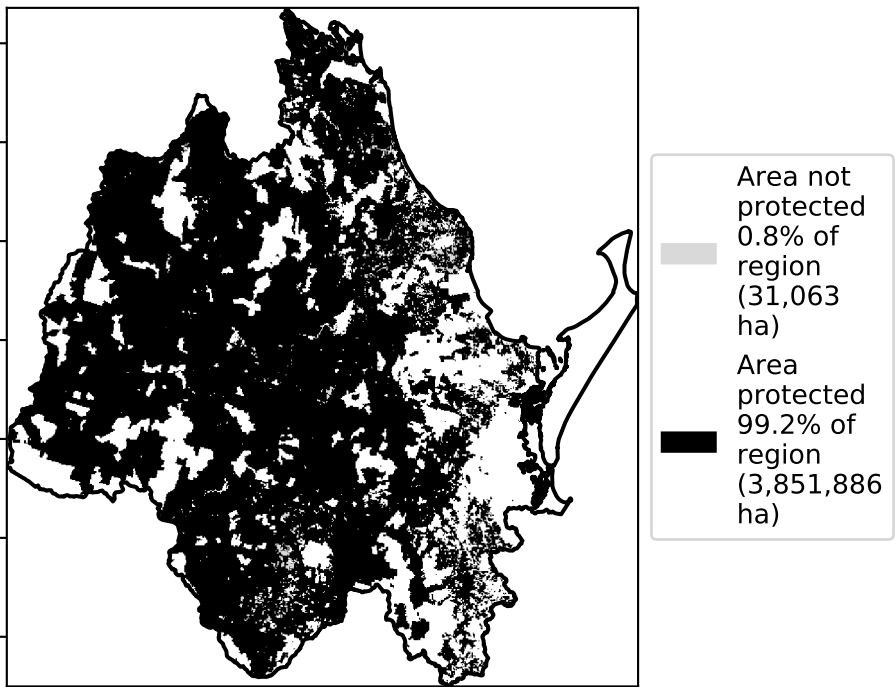 Area not
protected
0.8% of
region
(31,063
ha)
Area
protected
99.2% of
region
(3,851,886
ha)